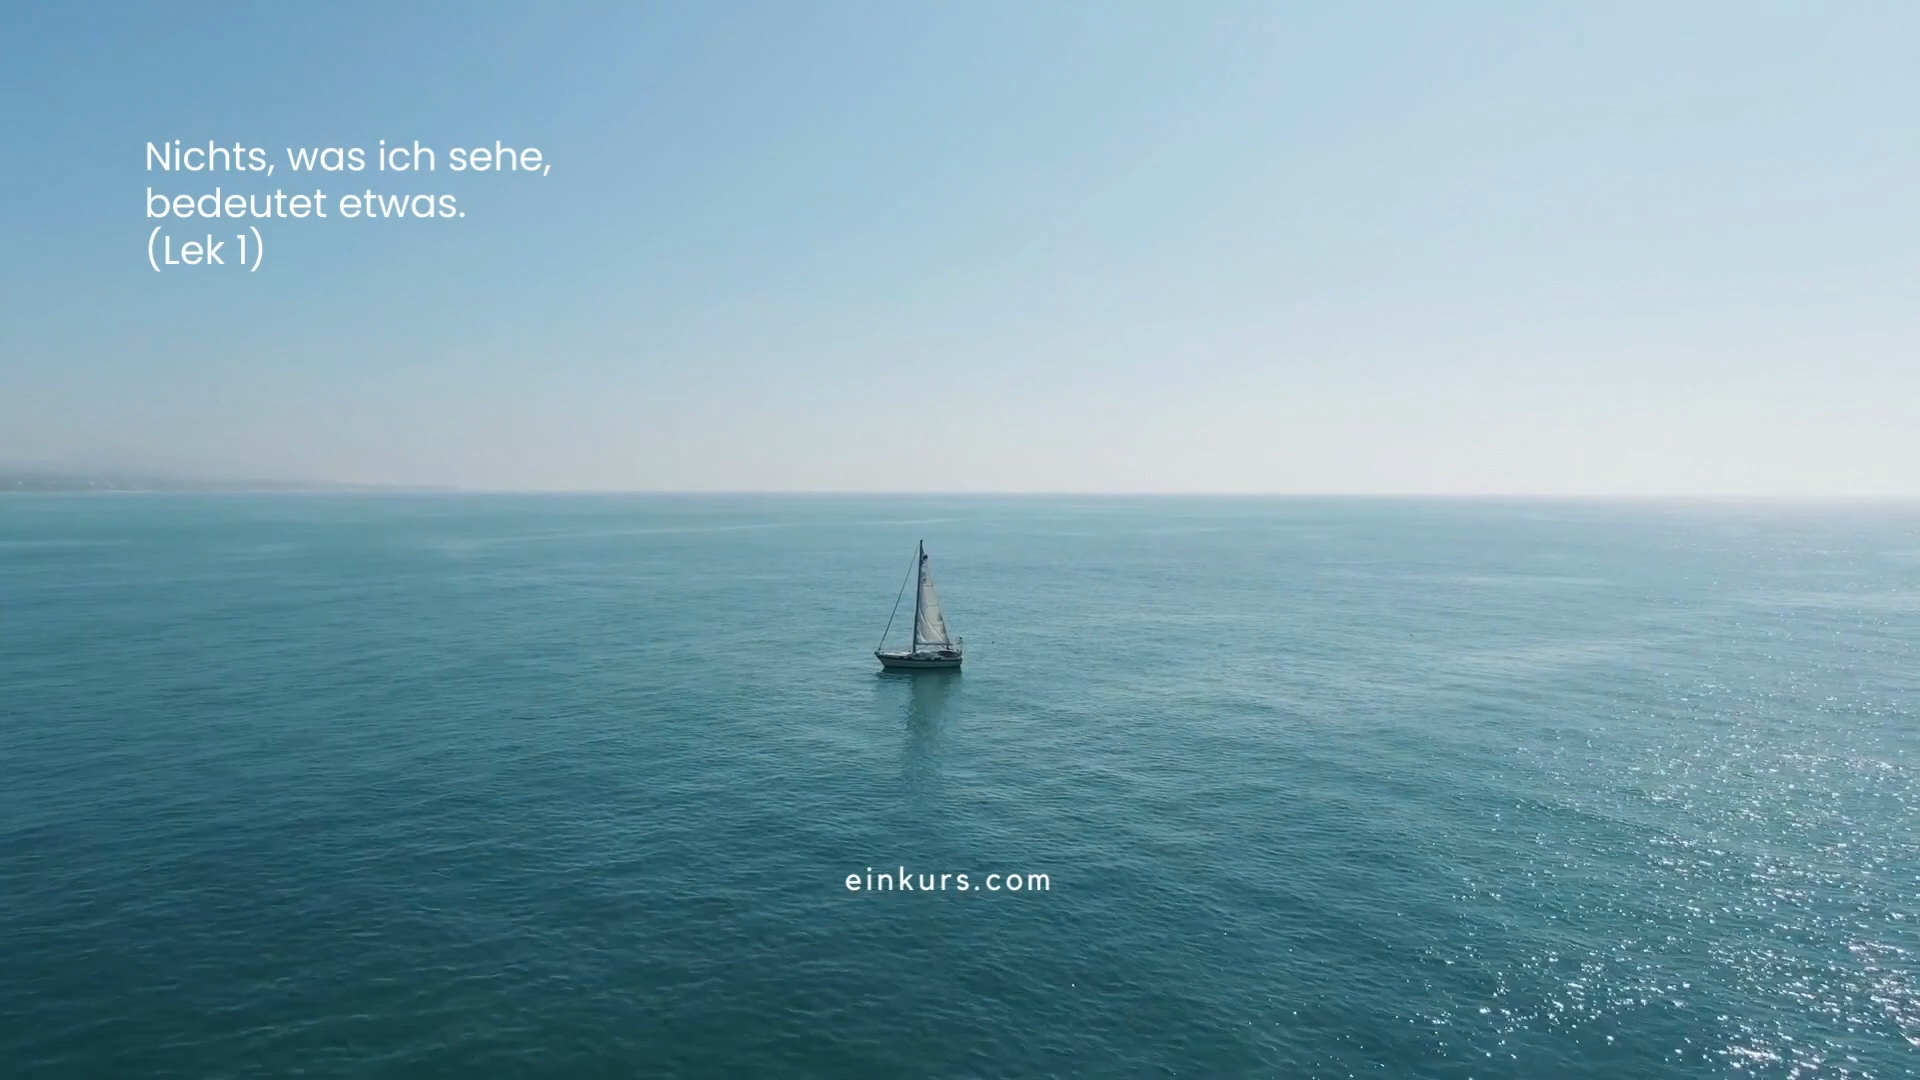 Nichts, was ich sehe,
bedeutet etwas.
(Lek 1)
einkurs.com